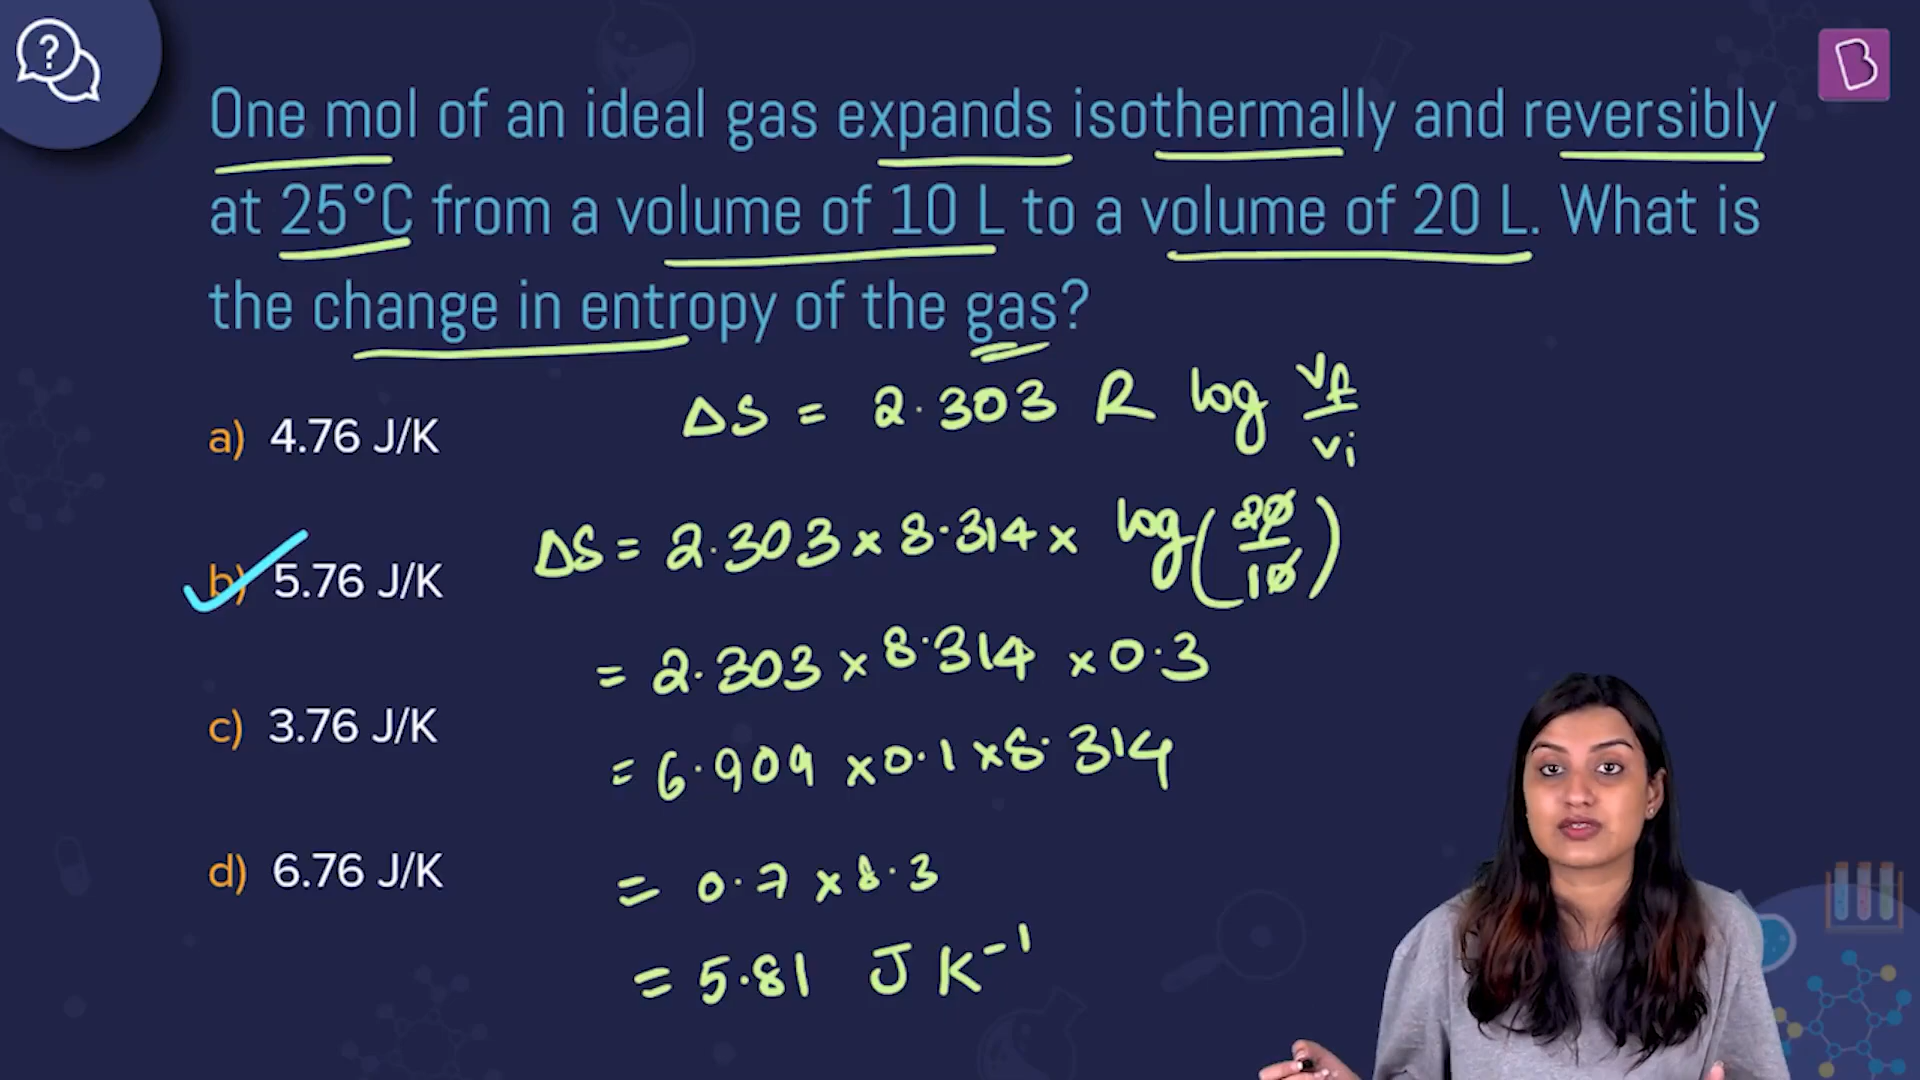 One mol of an ideal gas expands isothermally and reversibly
at 25°C from a volume of 10 L to a volume of 20 L. What is
the change in entropy of the gas?
a) 4.76 J/K
b) 5.76 J/K
c) 3.76 J/K
d) 6.76 J/K
ΔS = 2.303 R log Vf/Vi
ΔS = 2.303 × 8.314 × log(20/10)
= 2.303 × 8.314 × 0.3
= 6.909 × 0.1 × 8.314
= 0.7 × 8.3
= 5.81 J K⁻¹
?
B